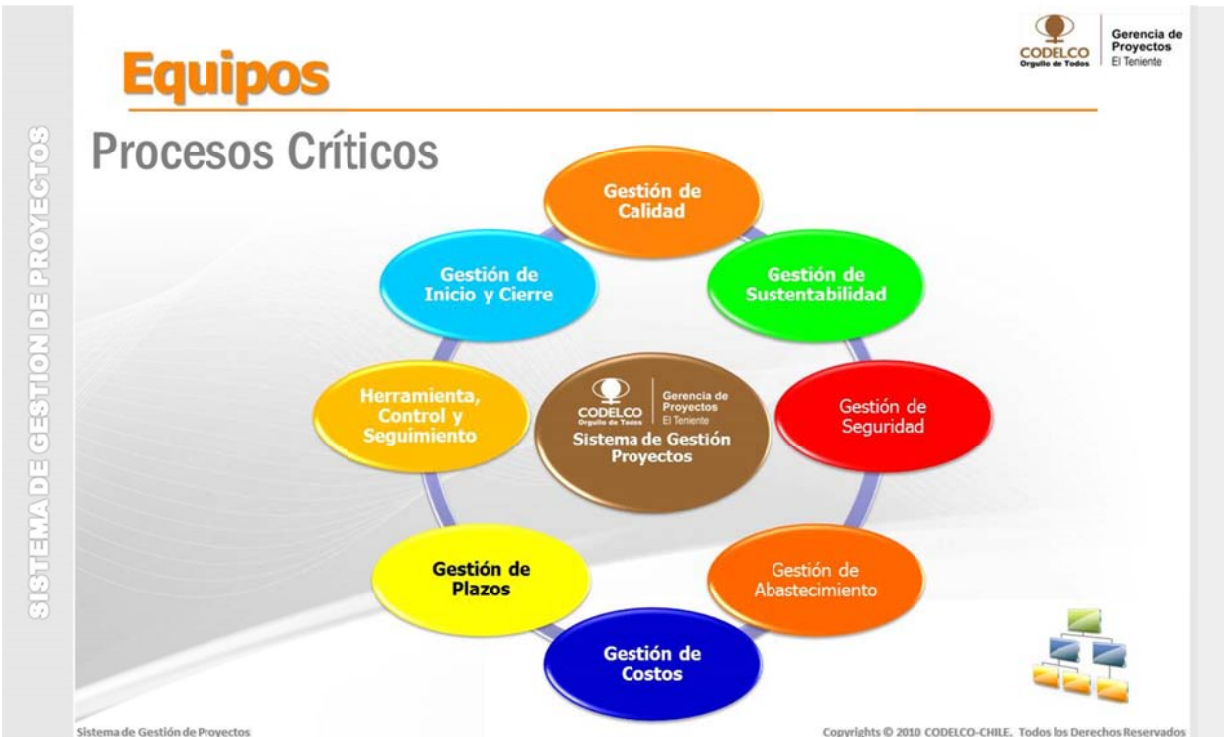 CODELCO
Orgullo de Todos
Gerencia de
Proyectos
El Teniente
Equipos
Procesos Críticos
SISTEMA DE GESTION DE PROYECTOS
Gestión de
Calidad
Gestión de
Inicio y Cierre
Gestión de
Sustentabilidad
Herramienta,
Control y
Seguimiento
CODELCO
Orgullo de Todos
Gerencia de
Proyectos
El Teniente
Sistema de Gestión
Proyectos
Gestión de
Seguridad
Gestión de
Plazos
Gestión de
Abastecimiento
Gestión de
Costos
Sistema de Gestión de Proyectos
Copyrights © 2010 CODELCO-CHILE. Todos los Derechos Reservados